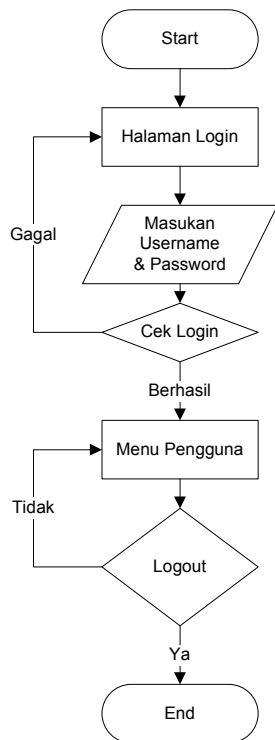 Start
Halaman Login
Masukan
Username
& Password
Gagal
Cek Login
Berhasil
Menu Pengguna
Tidak
Logout
Ya
End